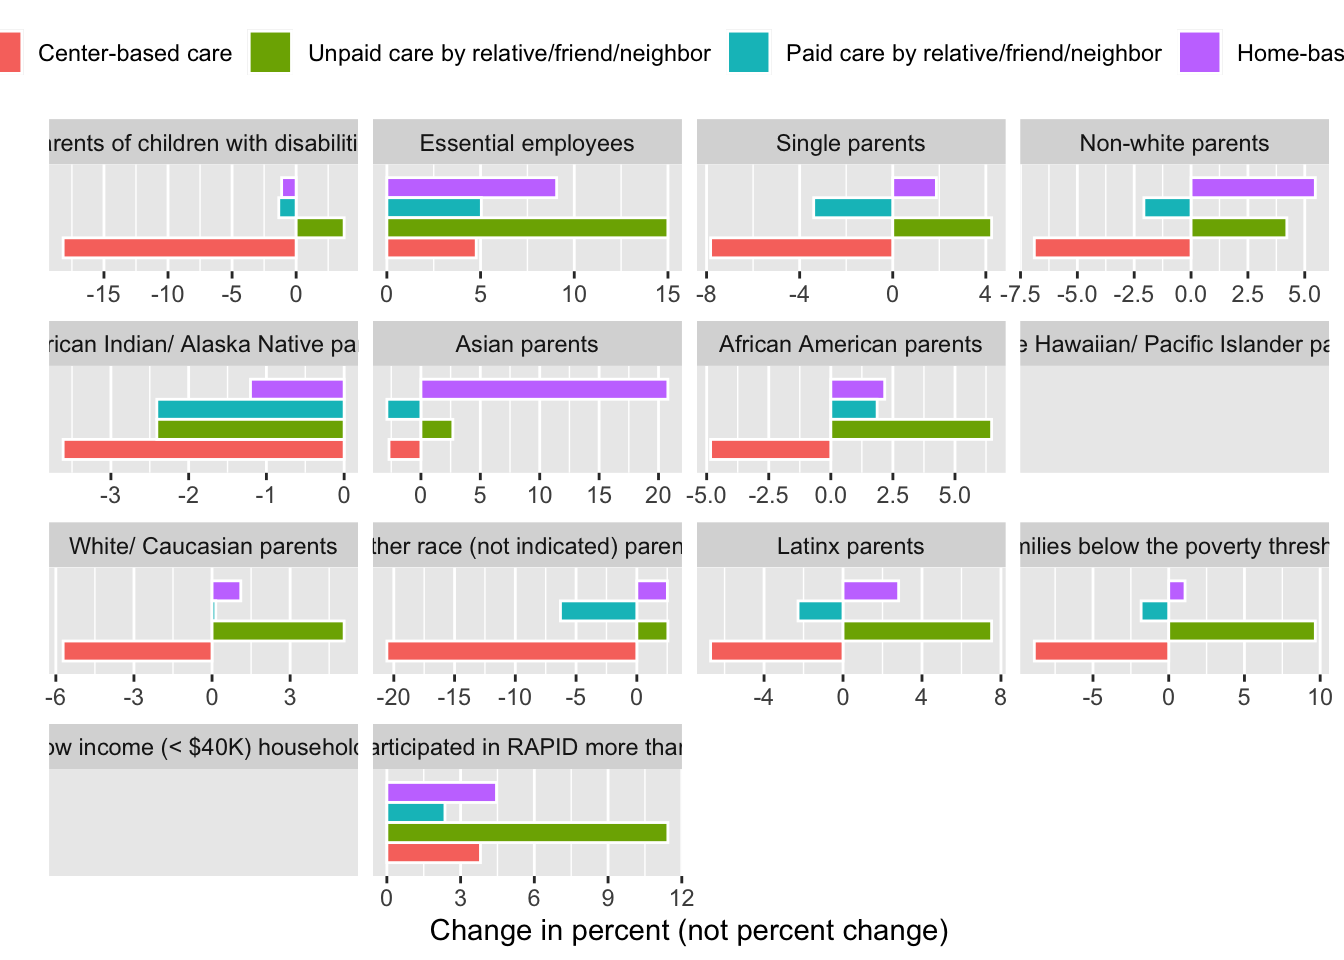 Center-based care Unpaid care by relative/friend/neighbor Paid care by relative/friend/neighbor Home-bas
arents of children with disabiliti Essential employees Single parents Non-white parents
-15 -10 -5 0 0 5 10 15 -8 -4 0 4 -7.5 -5.0 -2.5 0.0 2.5 5.0
rican Indian/ Alaska Native pa Asian parents African American parents e Hawaiian/ Pacific Islander pa
-3 -2 -1 0 0 5 10 15 20 -5.0 -2.5 0.0 2.5 5.0
White/ Caucasian parents ther race (not indicated) paren Latinx parents milies below the poverty thresh
-6 -3 0 3 -20 -15 -10 -5 0 -4 0 4 8 -5 0 5 10
ow income (< $40K) household articipated in RAPID more than
0 3 6 9 12
Change in percent (not percent change)